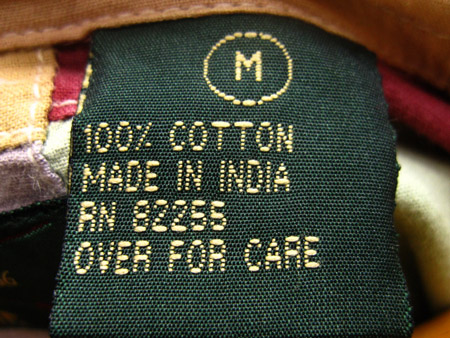 M
100% COTTON
MADE IN INDIA
RN 82255
OVER FOR CARE